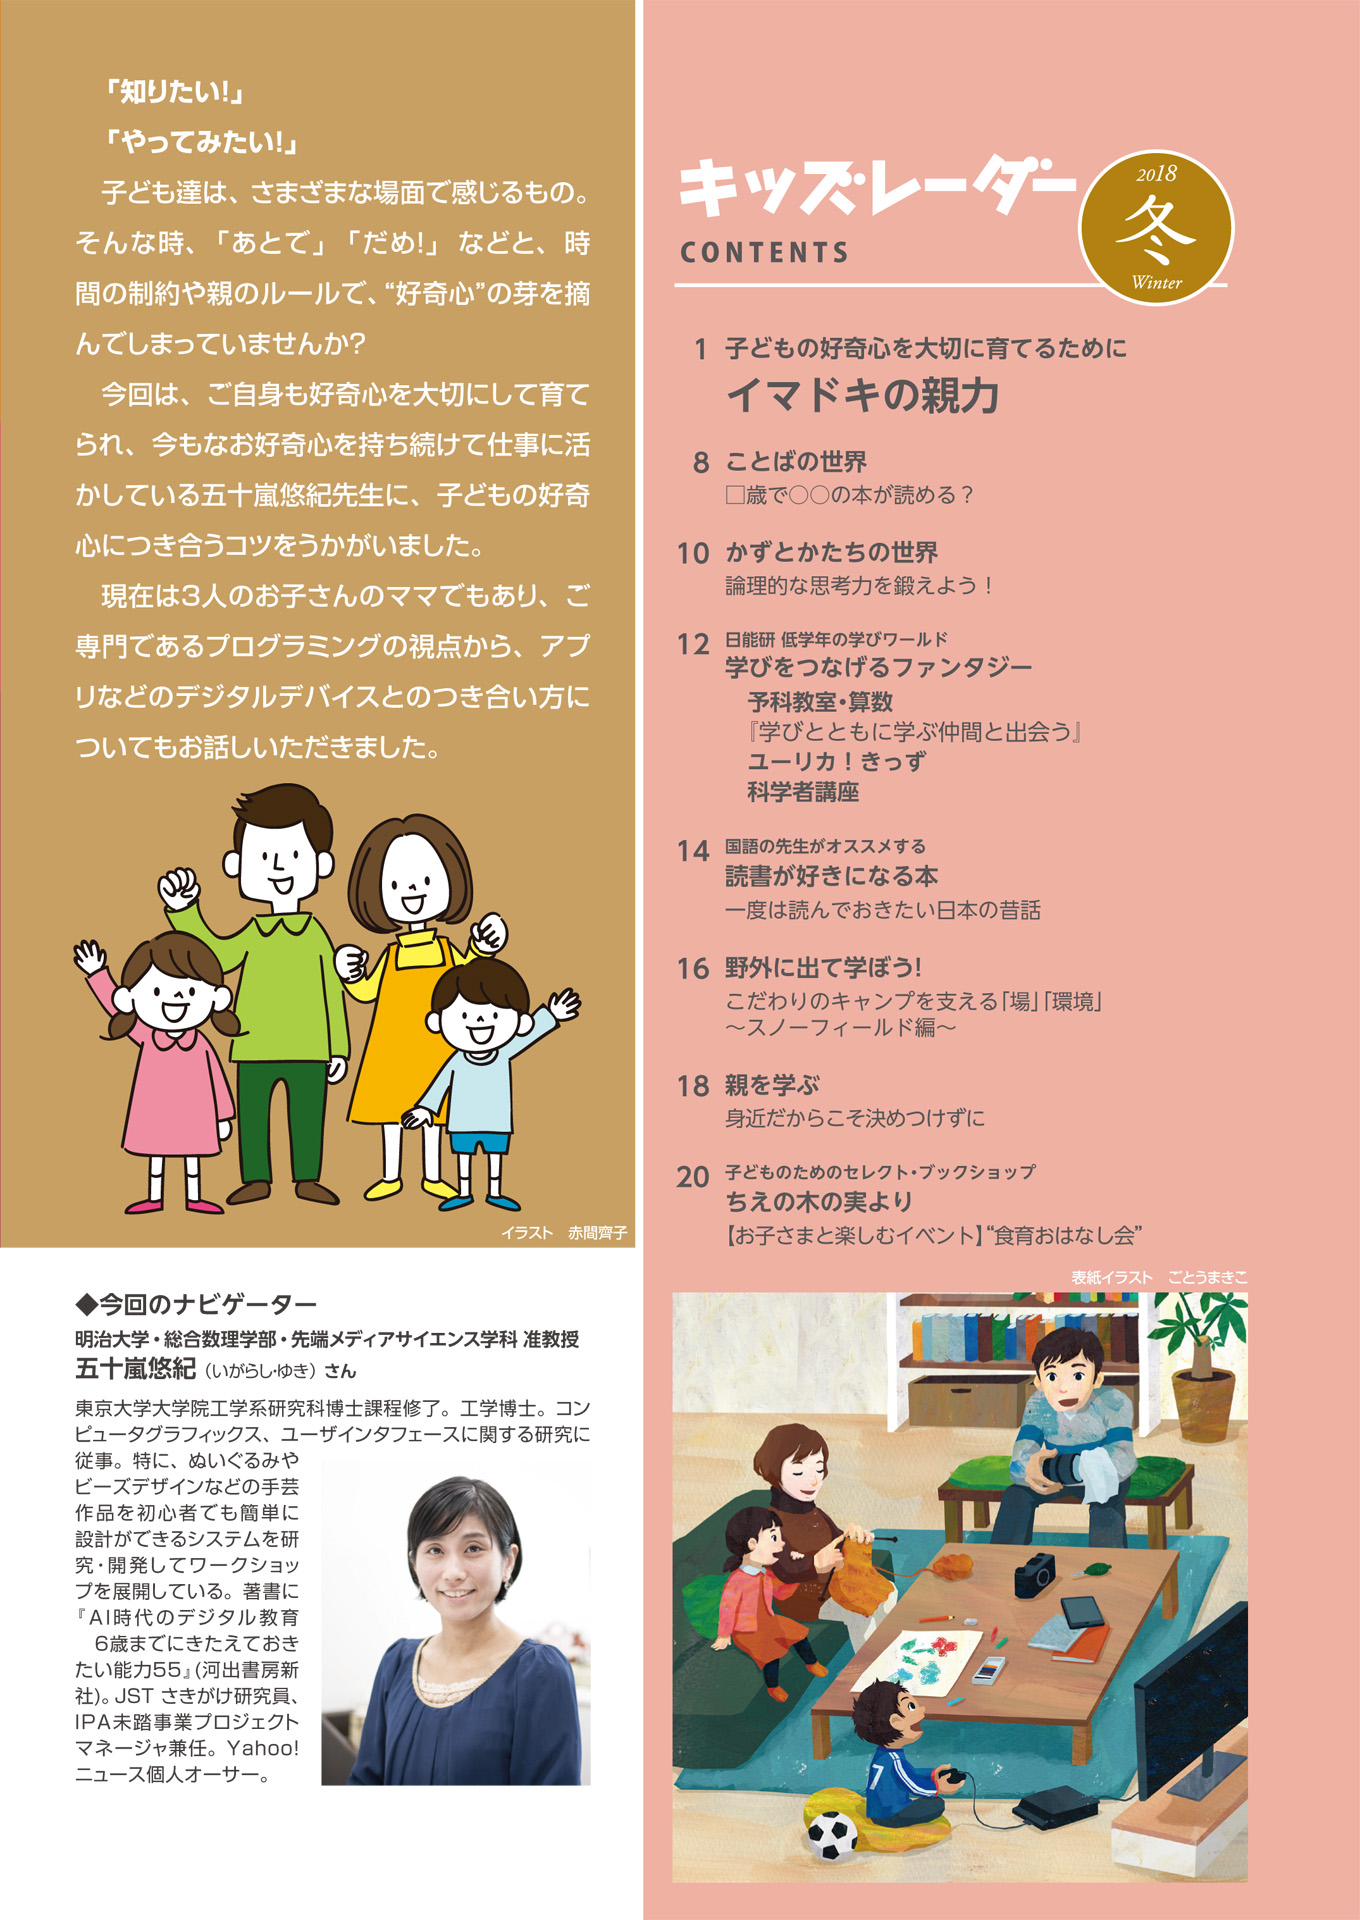 「知りたい!」
「やってみたい!」
子ども達は、さまざまな場面で感じるもの。
そんな時、「あとで」「だめ!」などと、時
間の制約や親のルールで、“好奇心”の芽を摘
んでしまっていませんか?
今回は、ご自身も好奇心を大切にして育て
られ、今もなお好奇心を持ち続けて仕事に活
かしている五十嵐悠紀先生に、子どもの好奇
心につき合うコツをうかがいました。
現在は3人のお子さんのママでもあり、ご
専門であるプログラミングの視点から、アプ
リなどのデジタルデバイスとのつき合い方に
ついてもお話しいただきました。
イラスト　赤間齊子
◆今回のナビゲーター
明治大学・総合数理学部・先端メディアサイエンス学科 准教授
五十嵐悠紀（いがらし・ゆき）さん
東京大学大学院工学系研究科博士課程修了。工学博士。コン
ピュータグラフィックス、ユーザインタフェースに関する研究に
従事。特に、ぬいぐるみや
ビーズデザインなどの手芸
作品を初心者でも簡単に
設計ができるシステムを研
究・開発してワークショッ
プを展開している。著書に
『AI時代のデジタル教育
6歳までにきたえておき
たい能力55』(河出書房新
社)。JST さきがけ研究員、
IPA未踏事業プロジェクト
マネージャ兼任。Yahoo!
ニュース個人オーサー。
キッズレーダー
CONTENTS
2018
冬
Winter
1 子どもの好奇心を大切に育てるために
イマドキの親力
8 ことばの世界
□歳で○○の本が読める？
10 かずとかたちの世界
論理的な思考力を鍛えよう！
12 日能研 低学年の学びワールド
学びをつなげるファンタジー
予科教室・算数
『学びとともに学ぶ仲間と出会う』
ユーリカ！きっず
科学者講座
14 国語の先生がオススメする
読書が好きになる本
一度は読んでおきたい日本の昔話
16 野外に出て学ぼう!
こだわりのキャンプを支える「場」「環境」
～スノーフィールド編～
18 親を学ぶ
身近だからこそ決めつけずに
20 子どものためのセレクト・ブックショップ
ちえの木の実より
【お子さまと楽しむイベント】“食育おはなし会”
表紙イラスト　ごとうまきこ
7